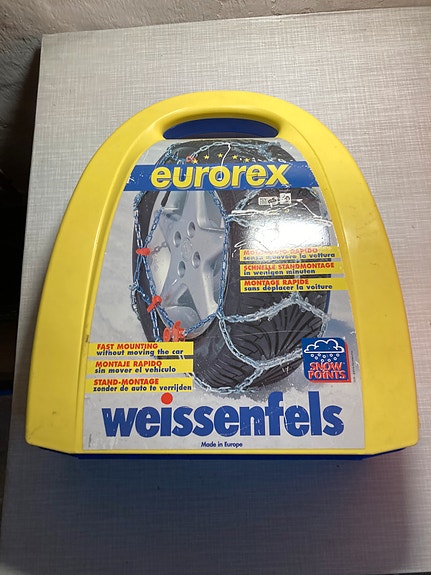 eurorex
MONTAGGIO RAPIDO
senza muovere la vettura
SCHNELLE STANDMONTAGE
in wenigen minuten
MONTAGE RAPIDE
sans déplacer la voiture
FAST MOUNTING
without moving the car
MONTAJE RAPIDO
sin mover el vehiculo
STAND-MONTAGE
zonder de auto te verrijden
SNOW
POINTS
weissenfels
Made in Europe